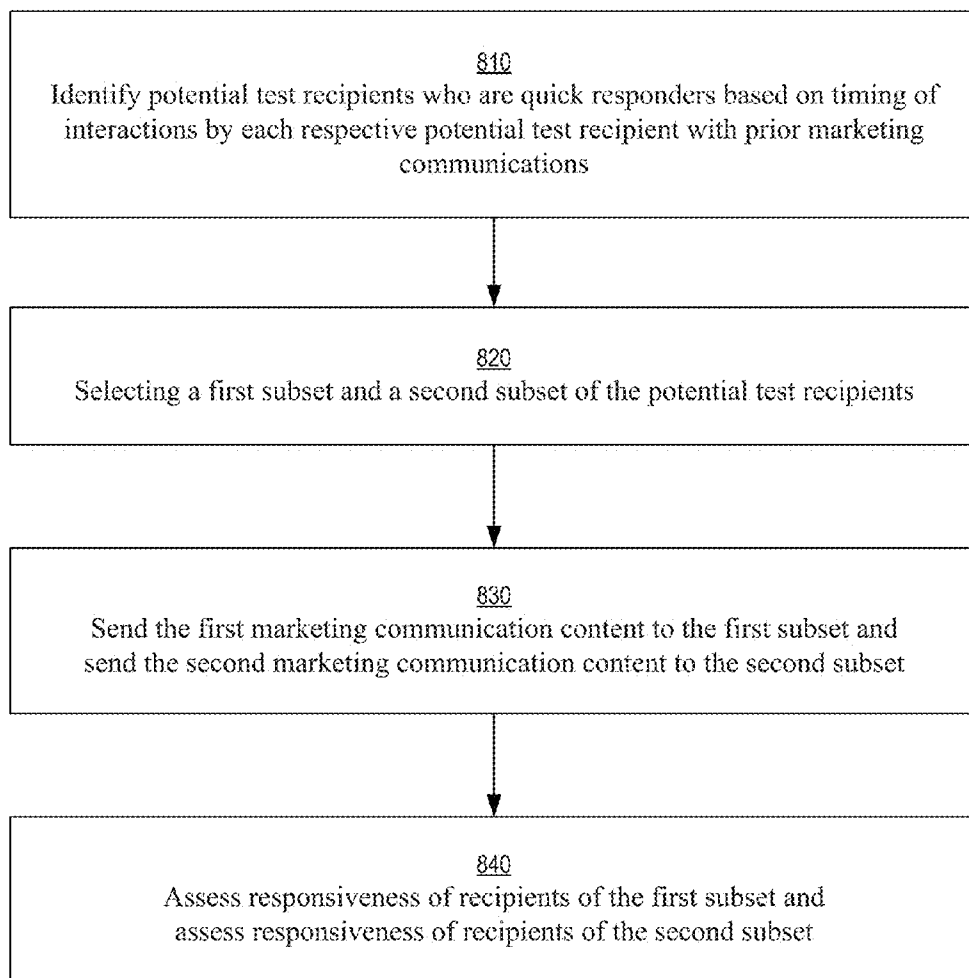 810
Identify potential test recipients who are quick responders based on timing of
interactions by each respective potential test recipient with prior marketing
communications
820
Selecting a first subset and a second subset of the potential test recipients
830
Send the first marketing communication content to the first subset and
send the second marketing communication content to the second subset
840
Assess responsiveness of recipients of the first subset and
assess responsiveness of recipients of the second subset